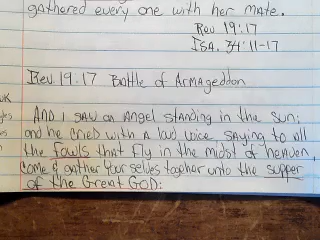 gathered every one with her mate.
Rev 19:17
ISA. 34:11-17
Rev 19:17 Battle of Armageddon
AND I saw an Angel standing in the sun;
and he cried with a loud voice saying to all
the fowls that fly in the midst of heaven,
Come & gather your selves together unto the supper
of the Great GOD: